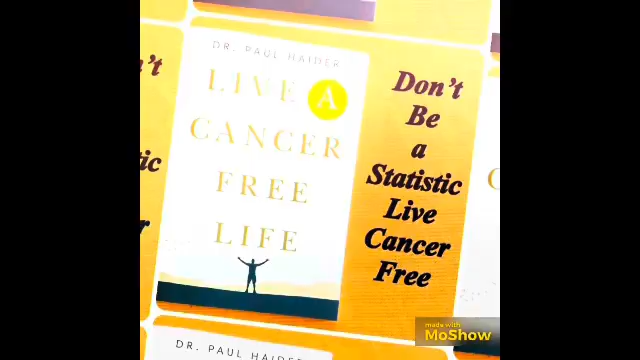 DR. PAUL HAIDER
LIVE A
CANCER
FREE
LIFE
Don't
Be
a
Statistic
Live
Cancer
Free
n't
tic
r
DR. PAUL HAIDER
made with
MoShow